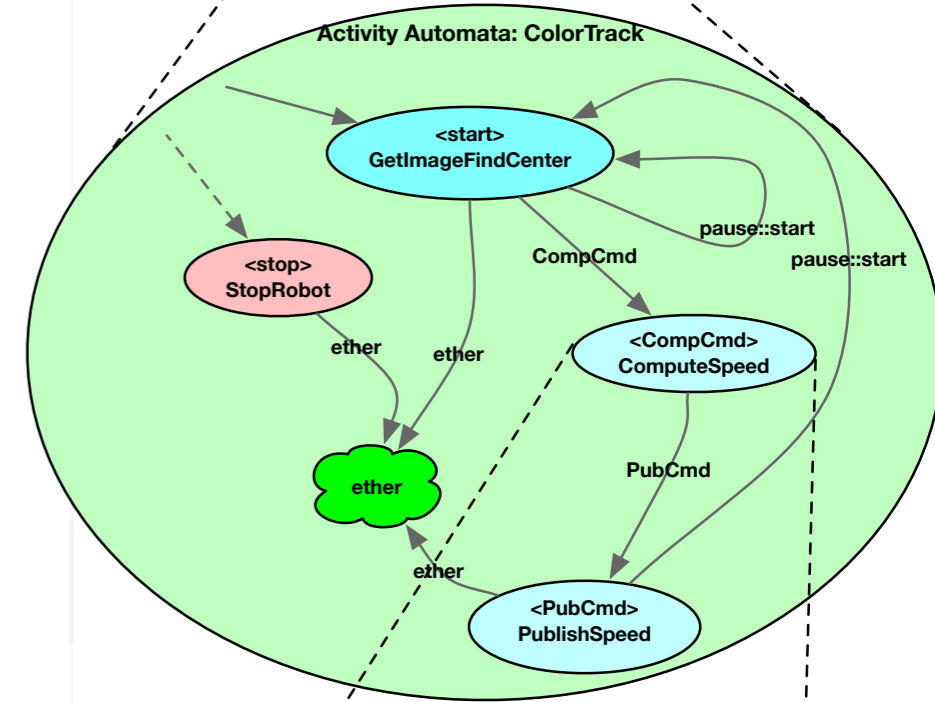 Activity Automata: ColorTrack
<start>
GetImageFindCenter
pause::start
CompCmd
pause::start
<stop>
StopRobot
ether
ether
<CompCmd>
ComputeSpeed
PubCmd
ether
ether
<PubCmd>
PublishSpeed